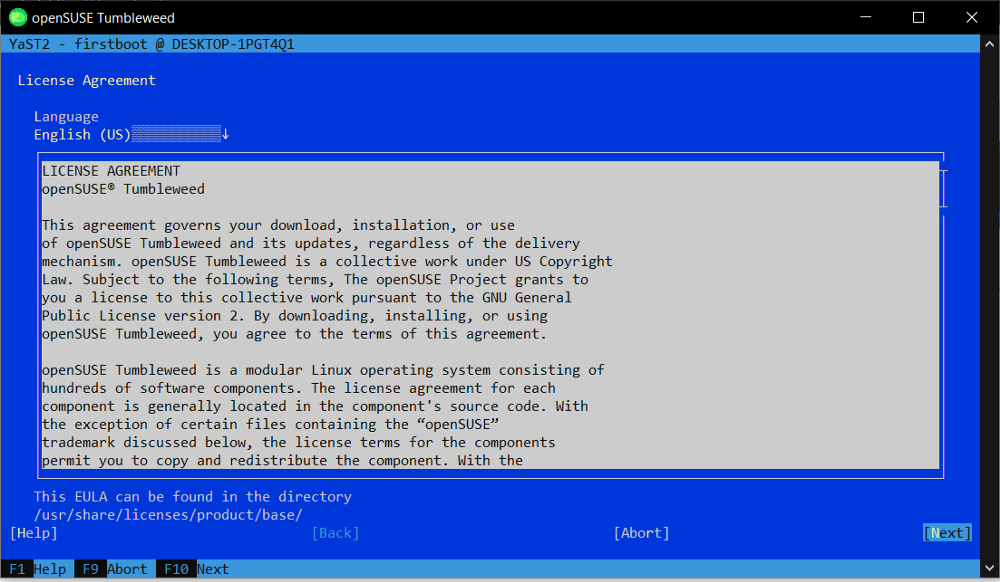 openSUSE Tumbleweed
YaST2 - firstboot @ DESKTOP-1PGT4Q1
License Agreement
Language
English (US)
LICENSE AGREEMENT
openSUSE® Tumbleweed
This agreement governs your download, installation, or use
of openSUSE Tumbleweed and its updates, regardless of the delivery
mechanism. openSUSE Tumbleweed is a collective work under US Copyright
Law. Subject to the following terms, The openSUSE Project grants to
you a license to this collective work pursuant to the GNU General
Public License version 2. By downloading, installing, or using
openSUSE Tumbleweed, you agree to the terms of this agreement.
openSUSE Tumbleweed is a modular Linux operating system consisting of
hundreds of software components. The license agreement for each
component is generally located in the component's source code. With
the exception of certain files containing the “openSUSE”
trademark discussed below, the license terms for the components
permit you to copy and redistribute the component. With the
This EULA can be found in the directory
/usr/share/licenses/product/base/
[Help] [Back] [Abort] [Next]
F1 Help F9 Abort F10 Next